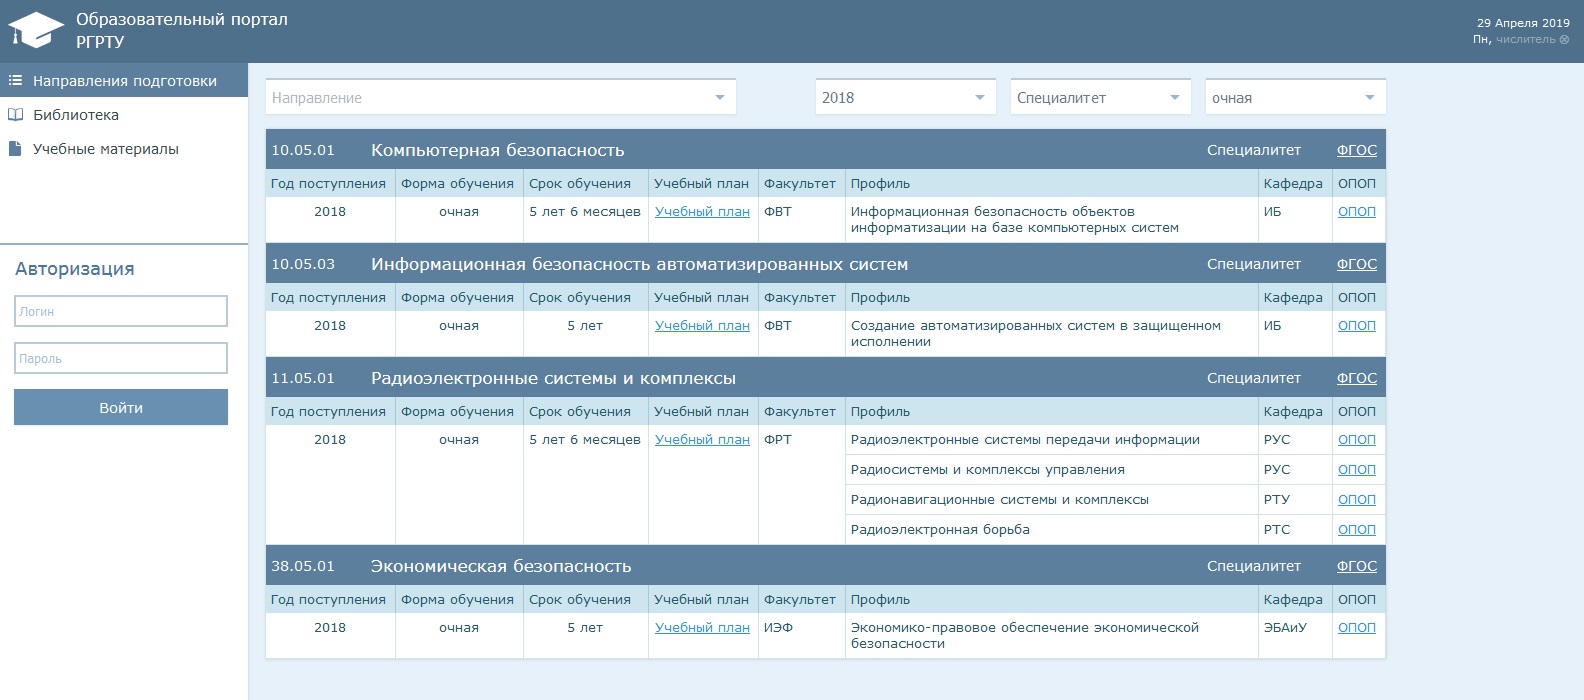 Образовательный портал
РГРТУ
29 Апреля 2019
Пн, числитель
Направления подготовки
Библиотека
Учебные материалы
Авторизация
Логин
Пароль
Войти
Направление 2018 Специалитет очная
10.05.01 Компьютерная безопасность Специалитет ФГОС
Год поступления Форма обучения Срок обучения Учебный план Факультет Профиль Кафедра ОПОП
2018 очная 5 лет 6 месяцев Учебный план ФВТ Информационная безопасность объектов ИБ ОПОП
информатизации на базе компьютерных систем
10.05.03 Информационная безопасность автоматизированных систем Специалитет ФГОС
Год поступления Форма обучения Срок обучения Учебный план Факультет Профиль Кафедра ОПОП
2018 очная 5 лет Учебный план ФВТ Создание автоматизированных систем в защищенном ИБ ОПОП
исполнении
11.05.01 Радиоэлектронные системы и комплексы Специалитет ФГОС
Год поступления Форма обучения Срок обучения Учебный план Факультет Профиль Кафедра ОПОП
2018 очная 5 лет 6 месяцев Учебный план ФРТ Радиоэлектронные системы передачи информации РУС ОПОП
Радиосистемы и комплексы управления РУС ОПОП
Радионавигационные системы и комплексы РТУ ОПОП
Радиоэлектронная борьба РТС ОПОП
38.05.01 Экономическая безопасность Специалитет ФГОС
Год поступления Форма обучения Срок обучения Учебный план Факультет Профиль Кафедра ОПОП
2018 очная 5 лет Учебный план ИЭФ Экономико-правовое обеспечение экономической ЭБАиУ ОПОП
безопасности